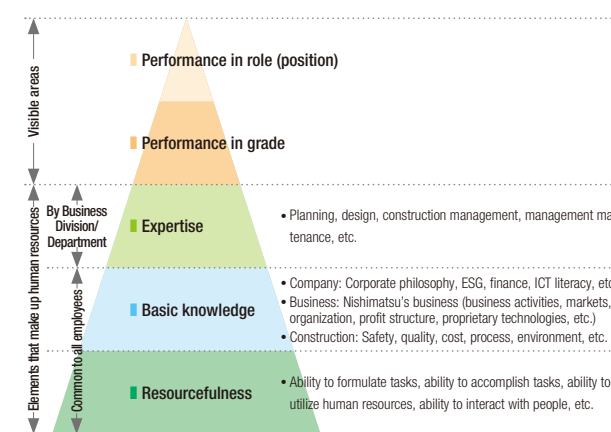 Performance in role (position)
Visible areas
Performance in grade
Elements that make up human resources
By Business
Division/
Department
Expertise
• Planning, design, construction management, management
tenance, etc.
Common to all employees
Basic knowledge
• Company: Corporate philosophy, ESG, finance, ICT literacy, etc
• Business: Nishimatsu's business (business activities, markets,
organization, profit structure, proprietary technologies, etc.)
• Construction: Safety, quality, cost, process, environment, etc.
Resourcefulness
• Ability to formulate tasks, ability to accomplish tasks, ability to
utilize human resources, ability to interact with people, etc.